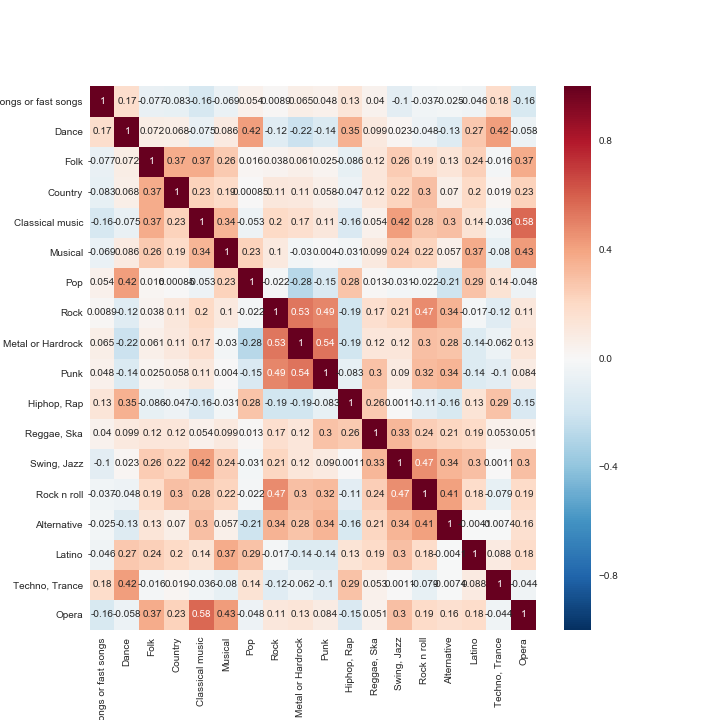 ongs or fast songs 1 0.17 -0.077 -0.083 -0.16 -0.069 0.054 0.0089 0.065 0.048 0.13 0.04 -0.1 -0.037 -0.025 -0.046 0.18 -0.16
Dance 0.17 1 0.072 0.068 -0.075 0.086 0.42 -0.12 -0.22 -0.14 0.35 0.099 0.023 -0.048 -0.13 0.27 0.42 -0.058
0.8
Folk -0.077 0.072 1 0.37 0.37 0.26 0.016 0.038 0.061 0.025 -0.086 0.12 0.26 0.19 0.13 0.24 -0.016 0.37
Country -0.083 0.068 0.37 1 0.23 0.19 0.00085 0.11 0.11 0.058 -0.047 0.12 0.22 0.3 0.07 0.2 0.019 0.23
Classical music -0.16 -0.075 0.37 0.23 1 0.34 -0.053 0.2 0.17 0.11 -0.16 0.054 0.42 0.28 0.3 0.14 -0.036 0.58
Musical -0.069 0.086 0.26 0.19 0.34 1 0.23 0.1 -0.03 0.004 -0.031 0.099 0.24 0.22 0.057 0.37 -0.08 0.43
0.4
Pop 0.054 0.42 0.016 0.00085 -0.053 0.23 1 -0.022 -0.28 -0.15 0.28 0.013 -0.031 -0.022 -0.21 0.29 0.14 -0.048
Rock 0.0089 -0.12 0.038 0.11 0.2 0.1 -0.022 1 0.53 0.49 -0.19 0.17 0.21 0.47 0.34 -0.017 -0.12 0.11
Metal or Hardrock 0.065 -0.22 0.061 0.11 0.17 -0.03 -0.28 0.53 1 0.54 -0.19 0.12 0.12 0.3 0.28 -0.14 -0.062 0.13
0.0
Punk 0.048 -0.14 0.025 0.058 0.11 0.004 -0.15 0.49 0.54 1 -0.083 0.3 0.09 0.32 0.34 -0.14 -0.1 0.084
Hiphop, Rap 0.13 0.35 -0.086 -0.047 -0.16 -0.031 0.28 -0.19 -0.19 -0.083 1 0.26 0.0011 -0.11 -0.16 0.13 0.29 -0.15
Reggae, Ska 0.04 0.099 0.12 0.12 0.054 0.099 0.013 0.17 0.12 0.3 0.26 1 0.33 0.24 0.21 0.19 0.053 0.051
Swing, Jazz -0.1 0.023 0.26 0.22 0.42 0.24 -0.031 0.21 0.12 0.09 0.0011 0.33 1 0.47 0.34 0.3 0.0011 0.3
-0.4
Rock n roll -0.037 -0.048 0.19 0.3 0.28 0.22 -0.022 0.47 0.3 0.32 -0.11 0.24 0.47 1 0.41 0.18 -0.079 0.19
Alternative -0.025 -0.13 0.13 0.07 0.3 0.057 -0.21 0.34 0.28 0.34 -0.16 0.21 0.34 0.41 1 0.16
Latino -0.046 0.27 0.24 0.2 0.14 0.37 0.29 -0.017 -0.14 -0.14 0.13 0.19 0.3 0.18 1 0.088 0.18
Techno, Trance 0.18 0.42 -0.016 0.019 -0.036 -0.08 0.14 -0.12 -0.062 -0.1 0.29 0.053 0.0011 -0.079 0.088 1 -0.044
-0.8
Opera -0.16 -0.058 0.37 0.23 0.58 0.43 -0.048 0.11 0.13 0.084 -0.15 0.051 0.3 0.19 0.16 0.18 -0.044 1
ongs or fast songs
Dance
Folk
Country
Classical music
Musical
Pop
Rock
Metal or Hardrock
Punk
Hiphop, Rap
Reggae, Ska
Swing, Jazz
Rock n roll
Alternative
Latino
Techno, Trance
Opera